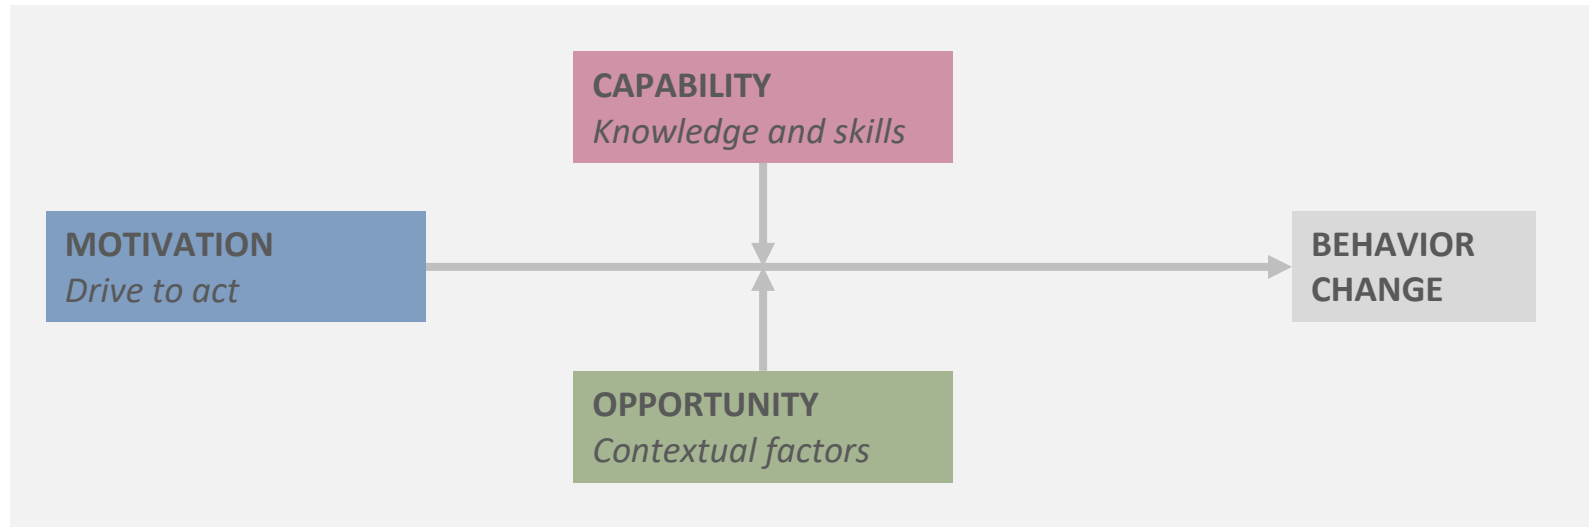 CAPABILITY
Knowledge and skills
MOTIVATION
Drive to act
BEHAVIOR
CHANGE
OPPORTUNITY
Contextual factors